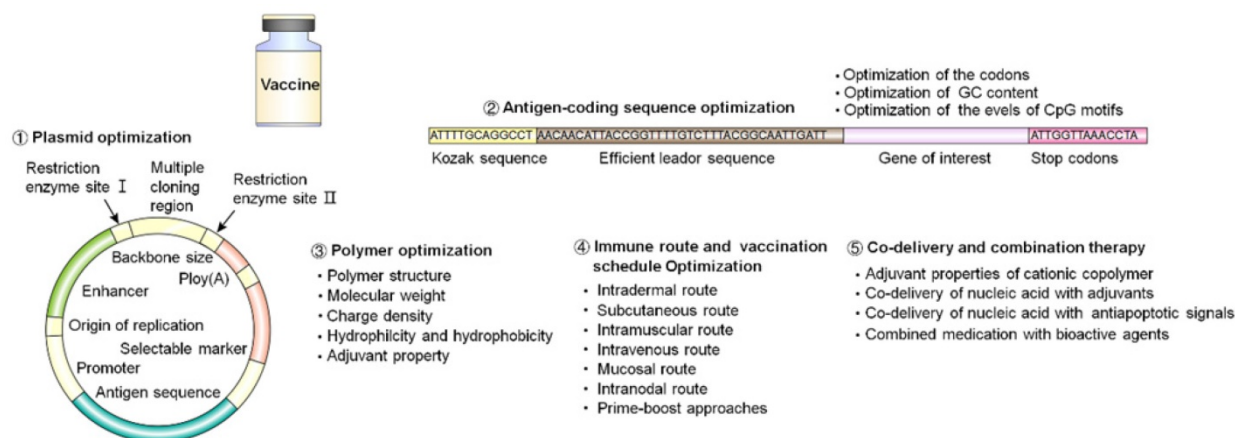 Vaccine
① Plasmid optimization
Restriction
enzyme site Ⅰ
Multiple
cloning
region
Restriction
enzyme site Ⅱ
Backbone size
Ploy(A)
Enhancer
Origin of replication
Selectable marker
Promoter
Antigen sequence
② Antigen-coding sequence optimization
• Optimization of the codons
• Optimization of GC content
• Optimization of the evels of CpG motifs
ATTTTGCAGGCCT AACAACATTACCGGTTTTGTCTTTACGGCAATTGATT ATTGGTTAAACCTA
Kozak sequence Efficient leador sequence Gene of interest Stop codons
③ Polymer optimization
• Polymer structure
• Molecular weight
• Charge density
• Hydrophilcity and hydrophobicity
• Adjuvant property
④ Immune route and vaccination
schedule Optimization
• Intradermal route
• Subcutaneous route
• Intramuscular route
• Intravenous route
• Mucosal route
• Intranodal route
• Prime-boost approaches
⑤ Co-delivery and combination therapy
• Adjuvant properties of cationic copolymer
• Co-delivery of nucleic acid with adjuvants
• Co-delivery of nucleic acid with antiapoptotic signals
• Combined medication with bioactive agents